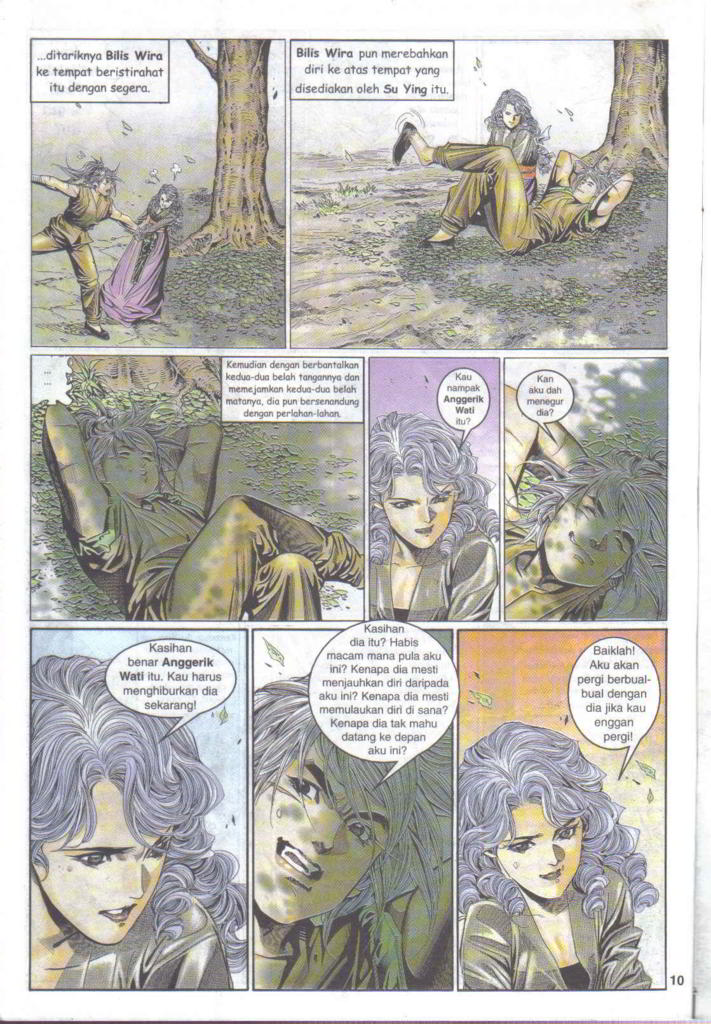 ...ditariknya Bilis Wira
ke tempat beristirahat
itu dengan segera.
Bilis Wira pun merebahkan
diri ke atas tempat yang
disediakan oleh Su Ying itu.
...
...
Kemudian dengan berbantalkan
kedua-dua belah tangannya dan
memejamkan kedua-dua belah
matanya, dia pun bersenandung
dengan perlahan-lahan.
Kau
nampak
Anggerik
Wati
itu?
Kan
aku dah
menegur
dia?
Kasihan
benar Anggerik
Wati itu. Kau harus
menghiburkan dia
sekarang!
Kasihan
dia itu? Habis
macam mana pula aku
ini? Kenapa dia mesti
menjauhkan diri daripada
aku ini? Kenapa dia mesti
memulaukan diri di sana?
Kenapa dia tak mahu
datang ke depan
aku ini?
Baiklah!
Aku akan
pergi berbual-
bual dengan
dia jika kau
enggan
pergi!
10